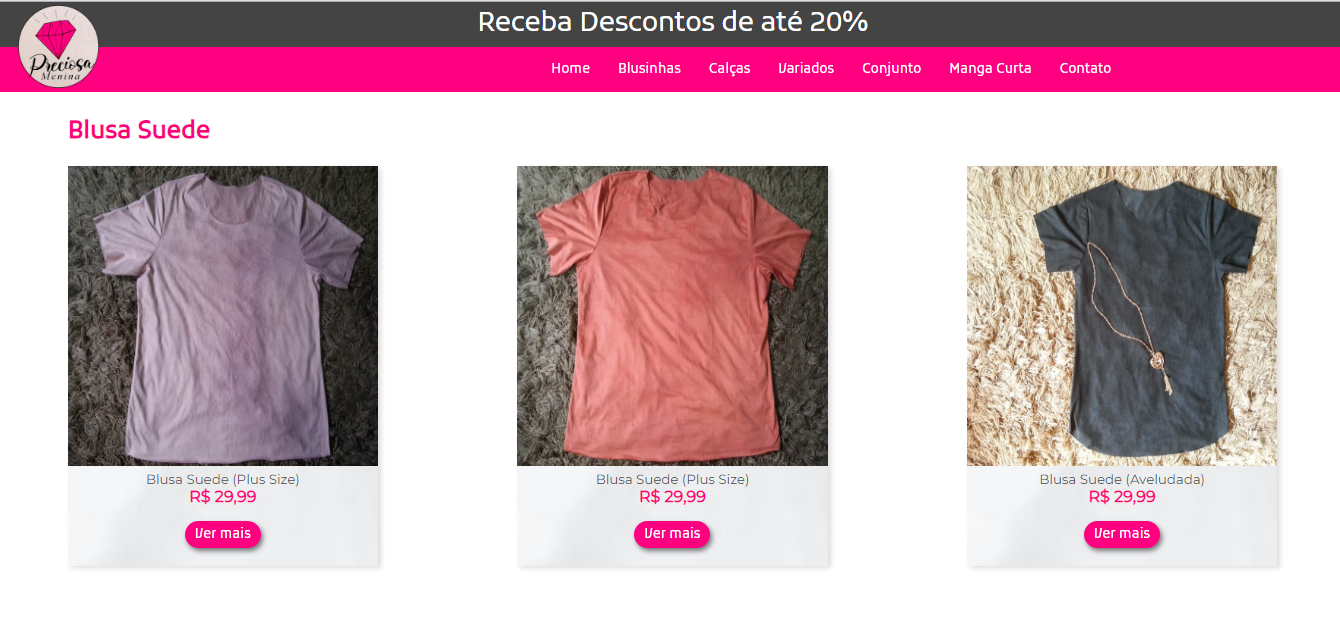 Receba Descontos de até 20%
Preciosa
Menina
Home Blusinhas Calças Variados Conjunto Manga Curta Contato
Blusa Suede
Blusa Suede (Plus Size)
R$ 29,99
Ver mais
Blusa Suede (Plus Size)
R$ 29,99
Ver mais
Blusa Suede (Aveludada)
R$ 29,99
Ver mais